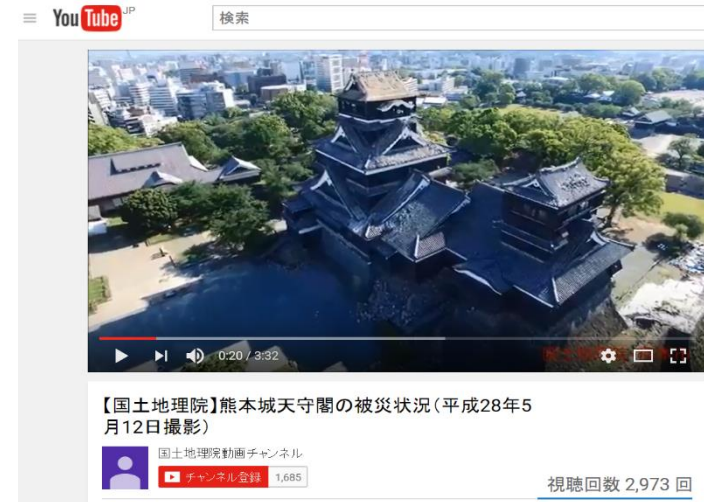 YouTube JP
検索
0:20 / 3:32
【国土地理院】熊本城天守閣の被災状況(平成28年5
月12日撮影)
国土地理院動画チャンネル
チャンネル登録 1,685
視聴回数 2,973 回